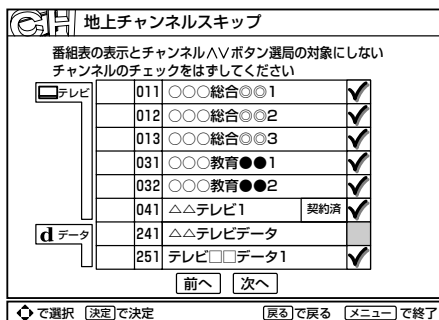 CH 地上チャンネルスキップ
番組表の表示とチャンネル∧∨ボタン選局の対象にしない
チャンネルのチェックをはずしてください
テレビ
011 ○○○総合◎◎1
012 ○○○総合◎◎2
013 ○○○総合◎◎3
031 ○○○教育●●1
032 ○○○教育●●2
041 △△テレビ1 契約済
d データ
241 △△テレビデータ
251 テレビ□□データ1
前へ 次へ
で選択 決定で決定 戻るで戻る メニューで終了